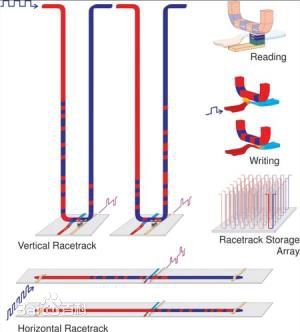 Reading
Writing
Vertical Racetrack
Racetrack Storage
Array
Horizontal Racetrack